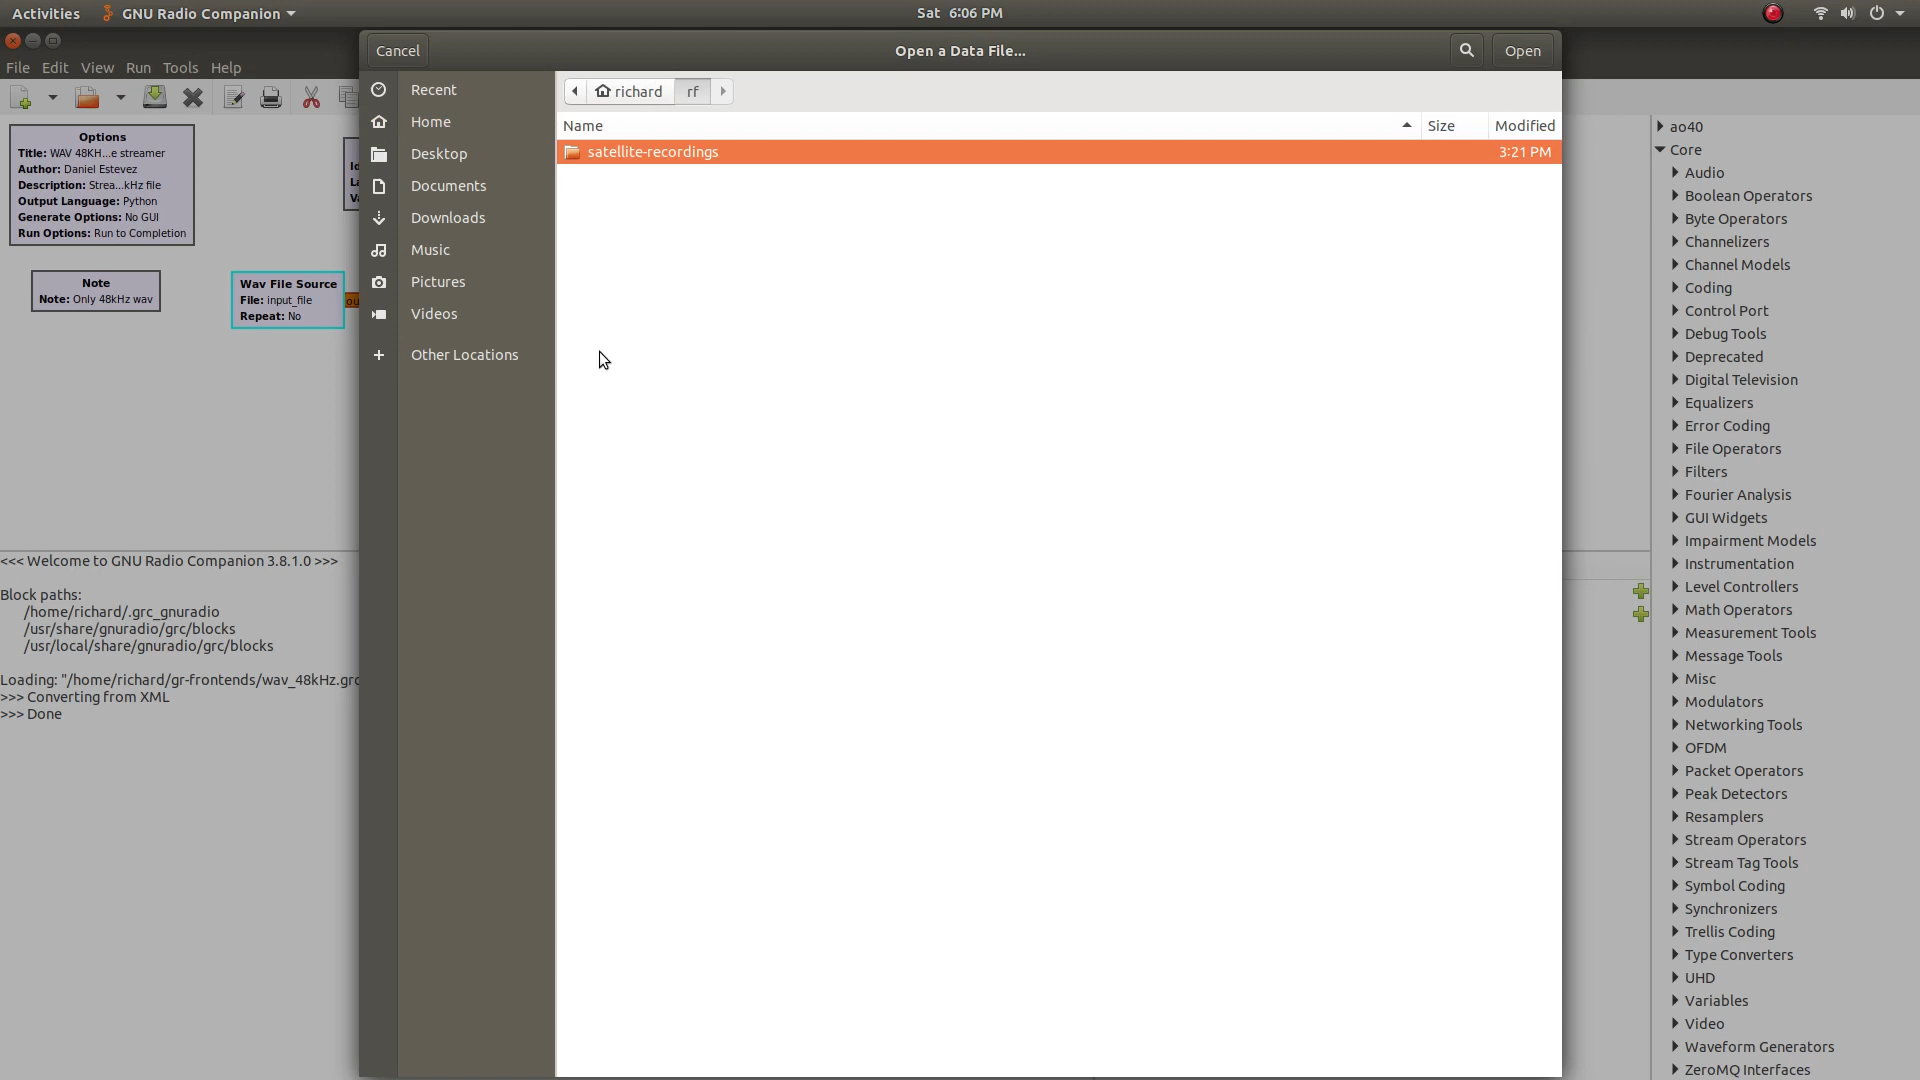 Activities
GNU Radio Companion
Sat 6:06 PM
File Edit View Run Tools Help
Cancel
Open a Data File...
Open
Options
Title: WAV 48KH...e streamer
Author: Daniel Estevez
Description: Strea...kHz file
Output Language: Python
Generate Options: No GUI
Run Options: Run to Completion
Id
La
Va
Note
Note: Only 48kHz wav
Wav File Source
File: input_file
Repeat: No
ou
<<< Welcome to GNU Radio Companion 3.8.1.0 >>>
Block paths:
/home/richard/.grc_gnuradio
/usr/share/gnuradio/grc/blocks
/usr/local/share/gnuradio/grc/blocks
Loading: "/home/richard/gr-frontends/wav_48kHz.grc
>>> Converting from XML
>>> Done
Recent
Home
Desktop
Documents
Downloads
Music
Pictures
Videos
Other Locations
richard
rf
Name
Size
Modified
satellite-recordings
3:21 PM
ao40
Core
Audio
Boolean Operators
Byte Operators
Channelizers
Channel Models
Coding
Control Port
Debug Tools
Deprecated
Digital Television
Equalizers
Error Coding
File Operators
Filters
Fourier Analysis
GUI Widgets
Impairment Models
Instrumentation
Level Controllers
Math Operators
Measurement Tools
Message Tools
Misc
Modulators
Networking Tools
OFDM
Packet Operators
Peak Detectors
Resamplers
Stream Operators
Stream Tag Tools
Symbol Coding
Synchronizers
Trellis Coding
Type Converters
UHD
Variables
Video
Waveform Generators
ZeroMQ Interfaces